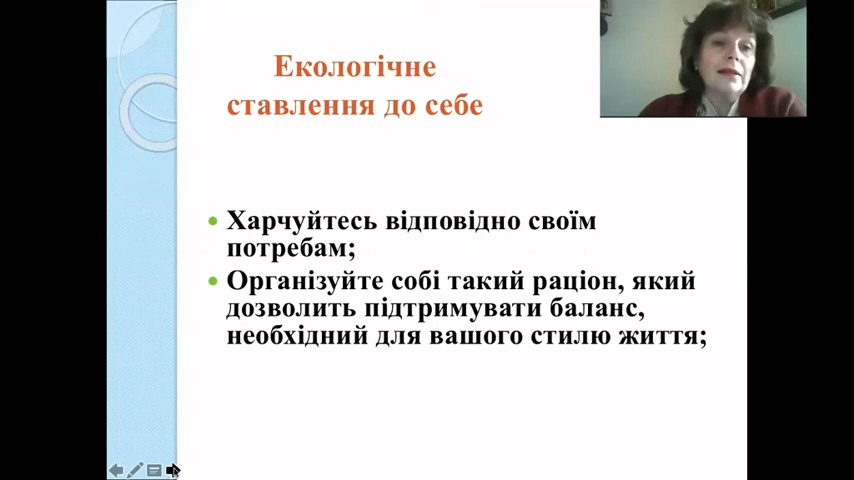 Екологічне
ставлення до себе
Харчуйтесь відповідно своїм
потребам;
Організуйте собі такий раціон, який
дозволить підтримувати баланс,
необхідний для вашого стилю життя;